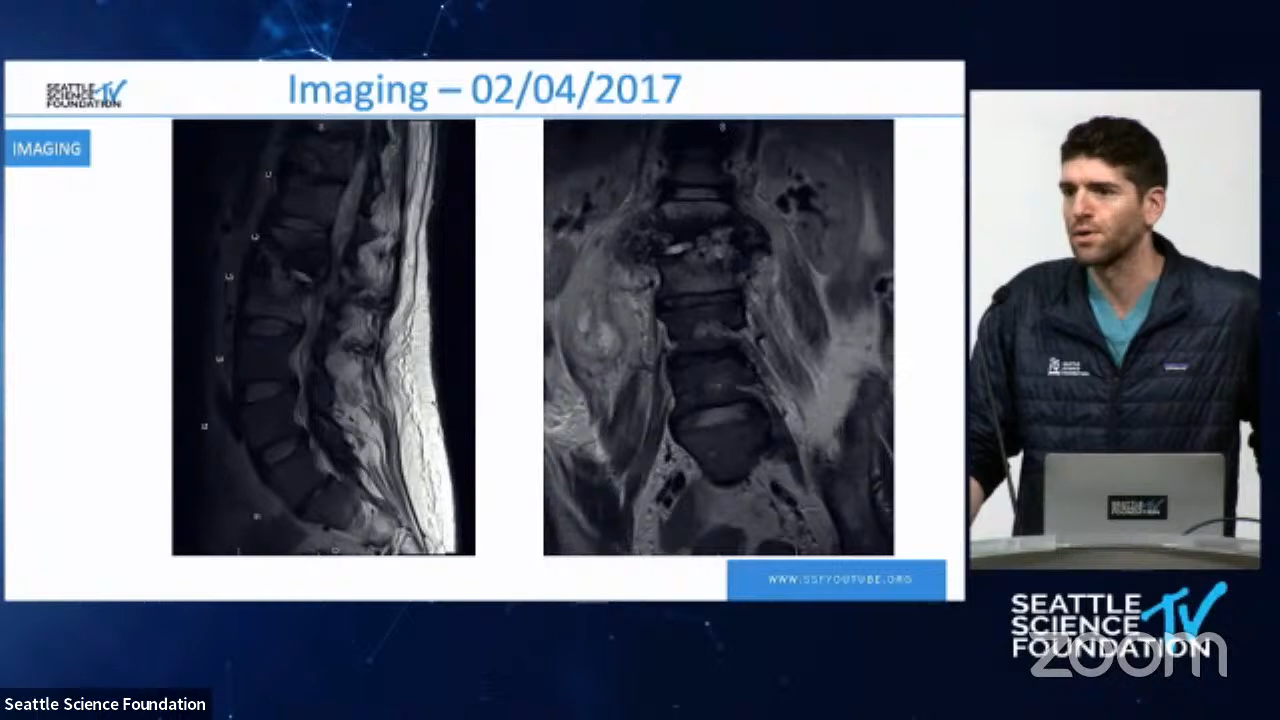 SEATTLE
SCIENCE TV
FOUNDATION
Imaging – 02/04/2017
IMAGING
WWW.SSFYOUTUBE.ORG
SEATTLE
SCIENCE TV
FOUNDATION
zoom
Seattle Science Foundation